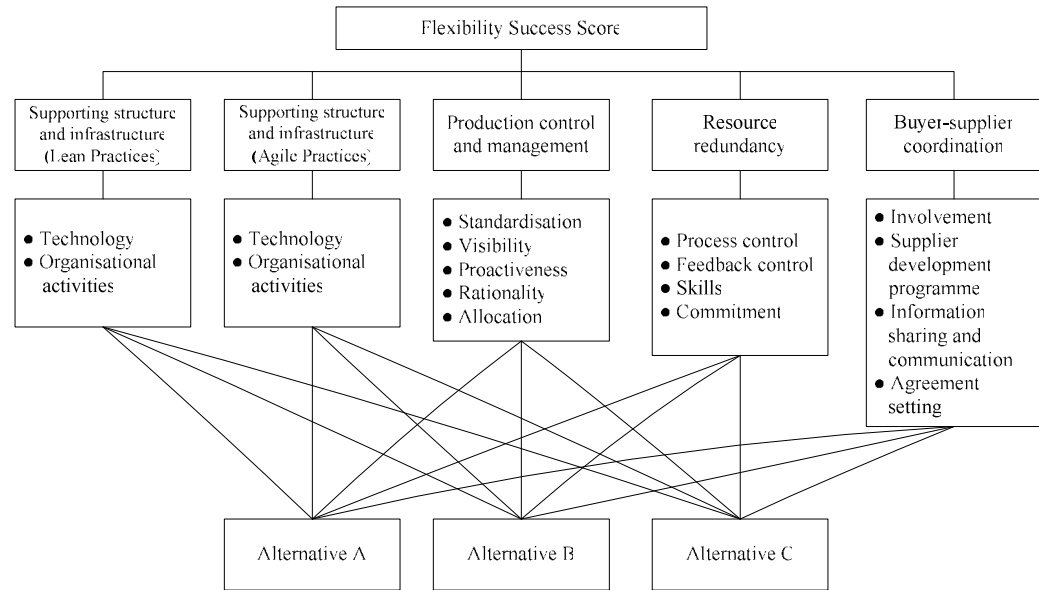 Flexibility Success Score
Supporting structure
and infrastructure
(Lean Practices)
Supporting structure
and infrastructure
(Agile Practices)
Production control
and management
Resource
redundancy
Buyer-supplier
coordination
● Technology
● Organisational
activities
● Technology
● Organisational
activities
● Standardisation
● Visibility
● Proactiveness
● Rationality
● Allocation
● Process control
● Feedback control
● Skills
● Commitment
● Involvement
● Supplier
development
programme
● Information
sharing and
communication
● Agreement
setting
Alternative A
Alternative B
Alternative C